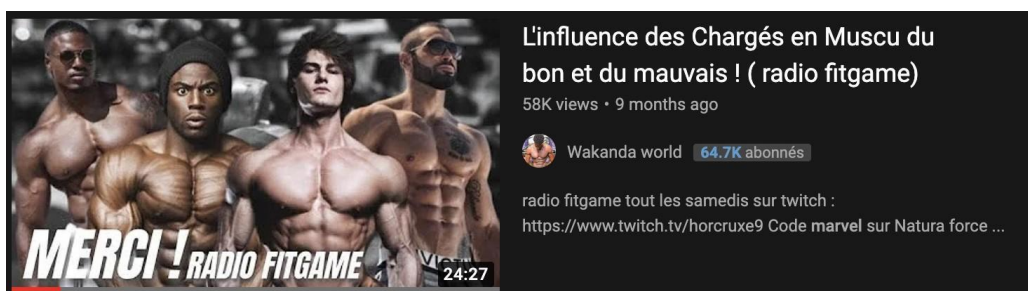 L'influence des Chargés en Muscu du
bon et du mauvais ! ( radio fitgame)
58K views • 9 months ago
Wakanda world 64.7K abonnés
radio fitgame tout les samedis sur twitch :
https://www.twitch.tv/horcruxe9 Code marvel sur Natura force ...
MERCI ! RADIO FITGAME
24:27